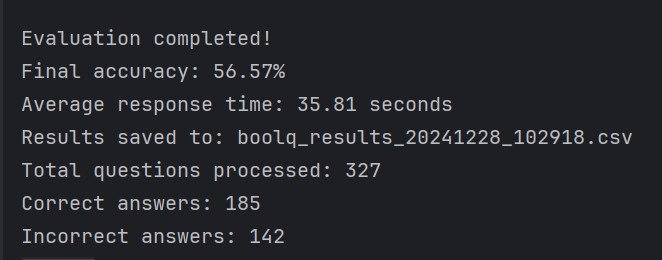 Evaluation completed!
Final accuracy: 56.57%
Average response time: 35.81 seconds
Results saved to: boolq_results_20241228_102918.csv
Total questions processed: 327
Correct answers: 185
Incorrect answers: 142